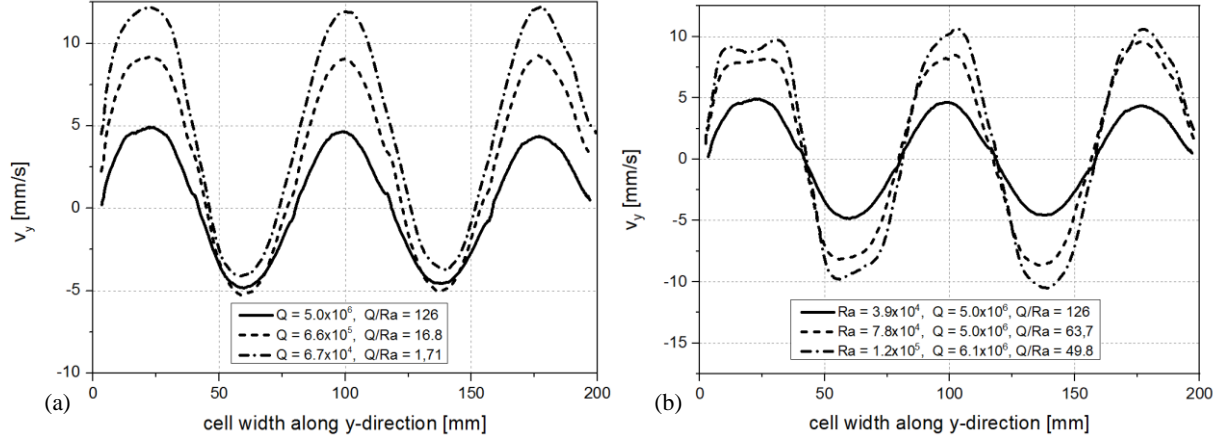 v_y [mm/s]
10
5
0
-5
-10
Q = 5.0x10⁶, Q/Ra = 126
Q = 6.6x10⁵, Q/Ra = 16.8
Q = 6.7x10⁴, Q/Ra = 1,71
0 50 100 150 200
(a)
cell width along y-direction [mm]
v_y [mm/s]
10
5
0
-5
-10
-15
Ra = 3.9x10⁴, Q = 5.0x10⁶, Q/Ra = 126
Ra = 7.8x10⁴, Q = 5.0x10⁶, Q/Ra = 63,7
Ra = 1.2x10⁵, Q = 6.1x10⁶, Q/Ra = 49.8
0 50 100 150 200
(b)
cell width along y-direction [mm]